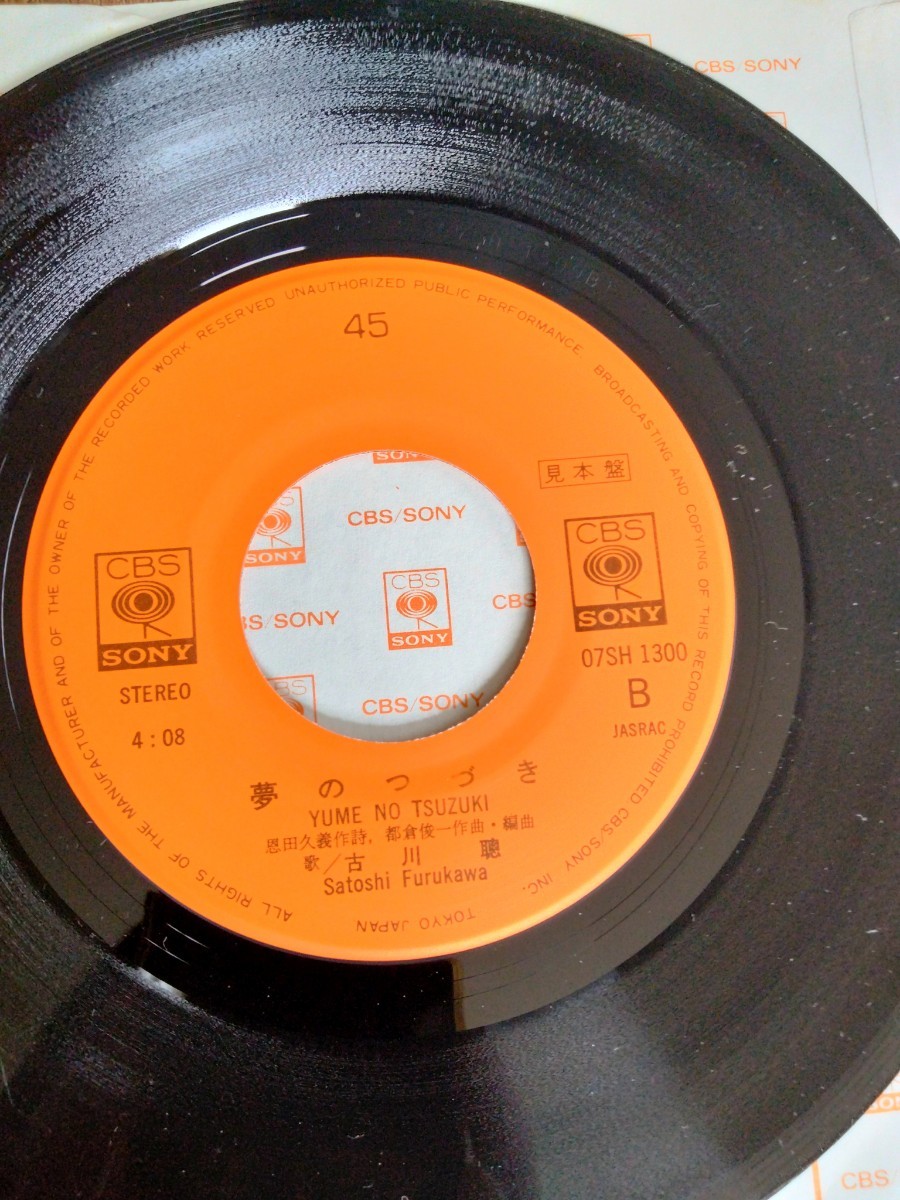 CBS/SONY
45
ALL RIGHTS OF THE MANUFACTURER AND OF THE OWNER OF THE RECORDED WORK RESERVED UNAUTHORIZED PUBLIC PERFORMANCE. BROADCASTING AND COPYING OF THIS RECORD PROHIBITED CBS/SONY INC.
TOKYO JAPAN
見本盤
CBS
SONY
STEREO
4:08
CBS
SONY
07SH 1300
B
JASRAC
SONY
CBS/SONY
SONY
CBS
SONY
CBS/SONY
夢のつづき
YUME NO TSUZUKI
恩田久義作詩，都倉俊一作曲・編曲
歌／古川聰
Satoshi Furukawa
CBS/